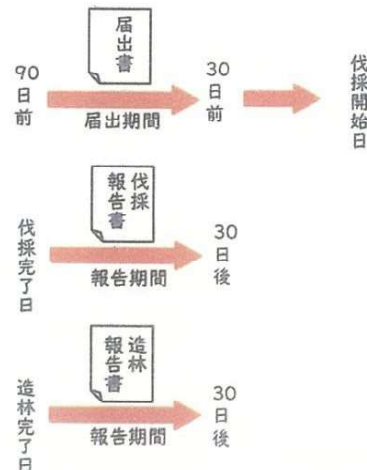 届出書
90日前
届出期間
30日前
伐採開始日
伐採報告書
伐採完了日
報告期間
30日後
造林報告書
造林完了日
報告期間
30日後